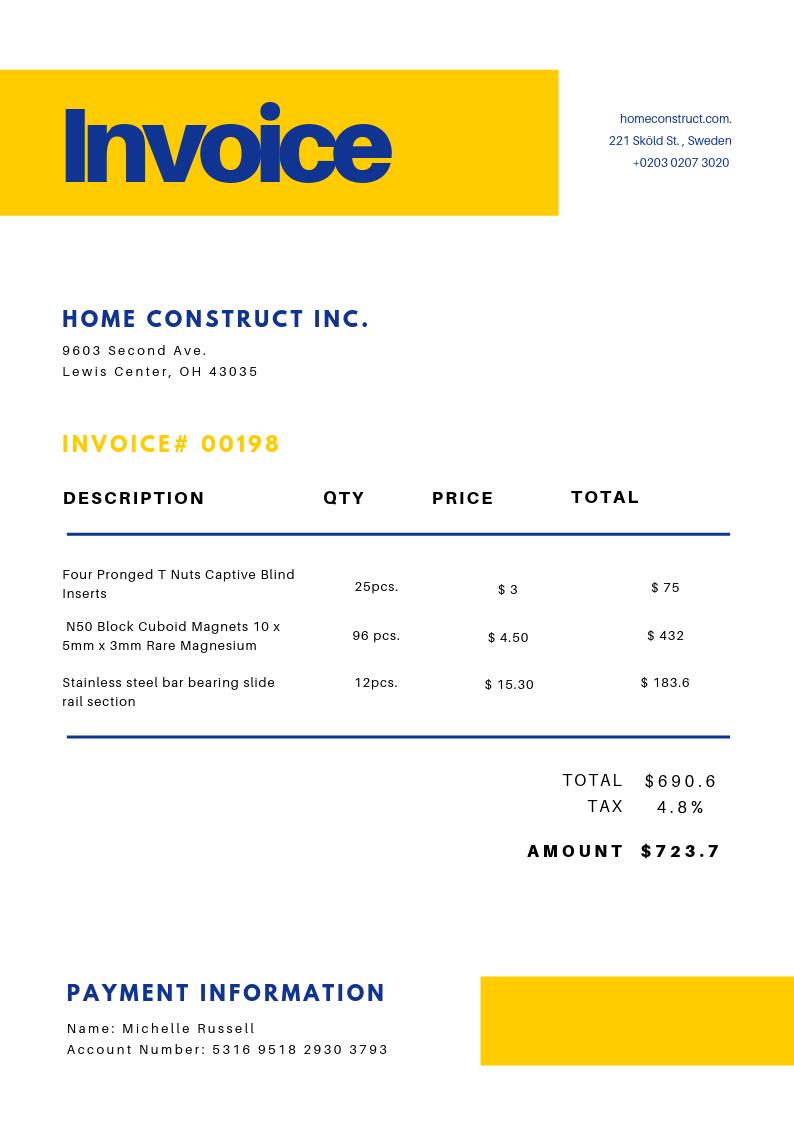 Invoice
homeconstruct.com.
221 Sköld St. , Sweden
+0203 0207 3020
HOME CONSTRUCT INC.
9603 Second Ave.
Lewis Center, OH 43035
INVOICE# 00198
DESCRIPTION QTY PRICE TOTAL
Four Pronged T Nuts Captive Blind
Inserts
25pcs. $ 3 $ 75
N50 Block Cuboid Magnets 10 x
5mm x 3mm Rare Magnesium
96 pcs. $ 4.50 $ 432
Stainless steel bar bearing slide
rail section
12pcs. $ 15.30 $ 183.6
TOTAL $690.6
TAX 4.8%
AMOUNT $723.7
PAYMENT INFORMATION
Name: Michelle Russell
Account Number: 5316 9518 2930 3793